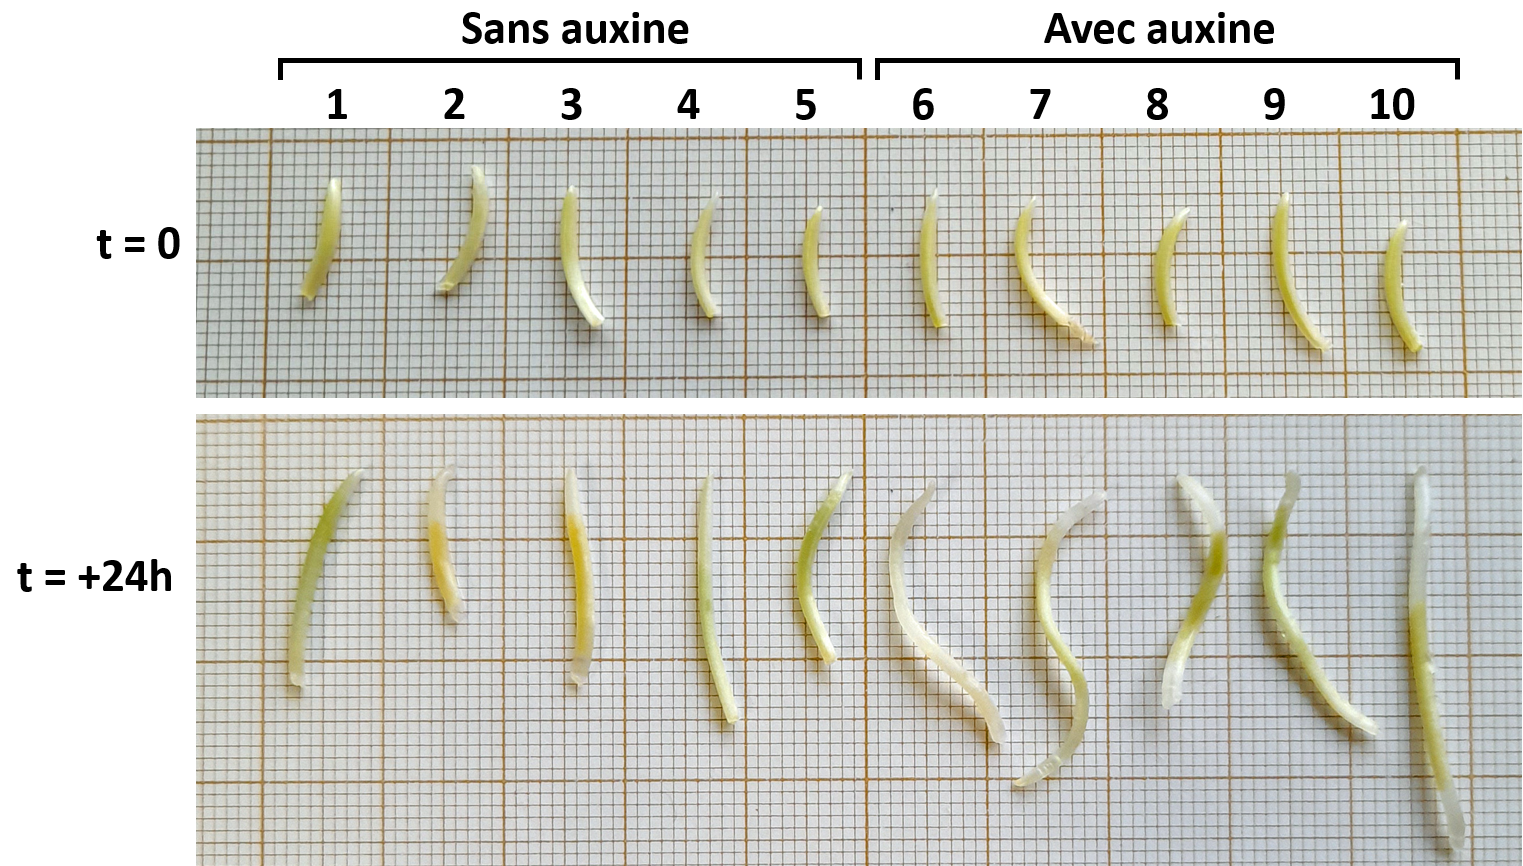 Sans auxine Avec auxine
1 2 3 4 5 6 7 8 9 10
t = 0
t = +24h